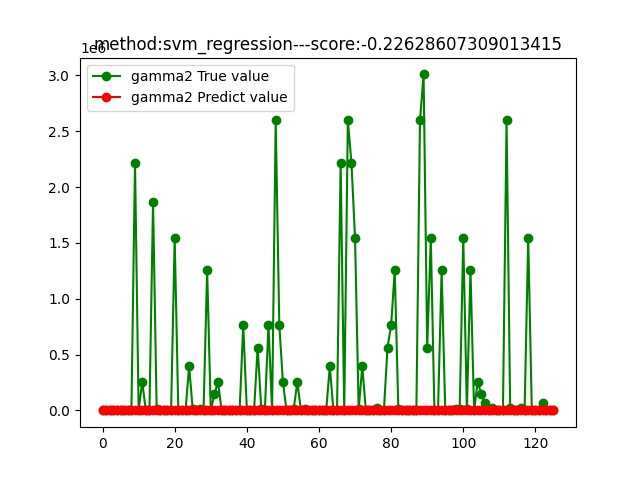 method:svm_regression---score:-0.22628607309013415
1e6
gamma2 True value
gamma2 Predict value
3.0
2.5
2.0
1.5
1.0
0.5
0.0
0 20 40 60 80 100 120